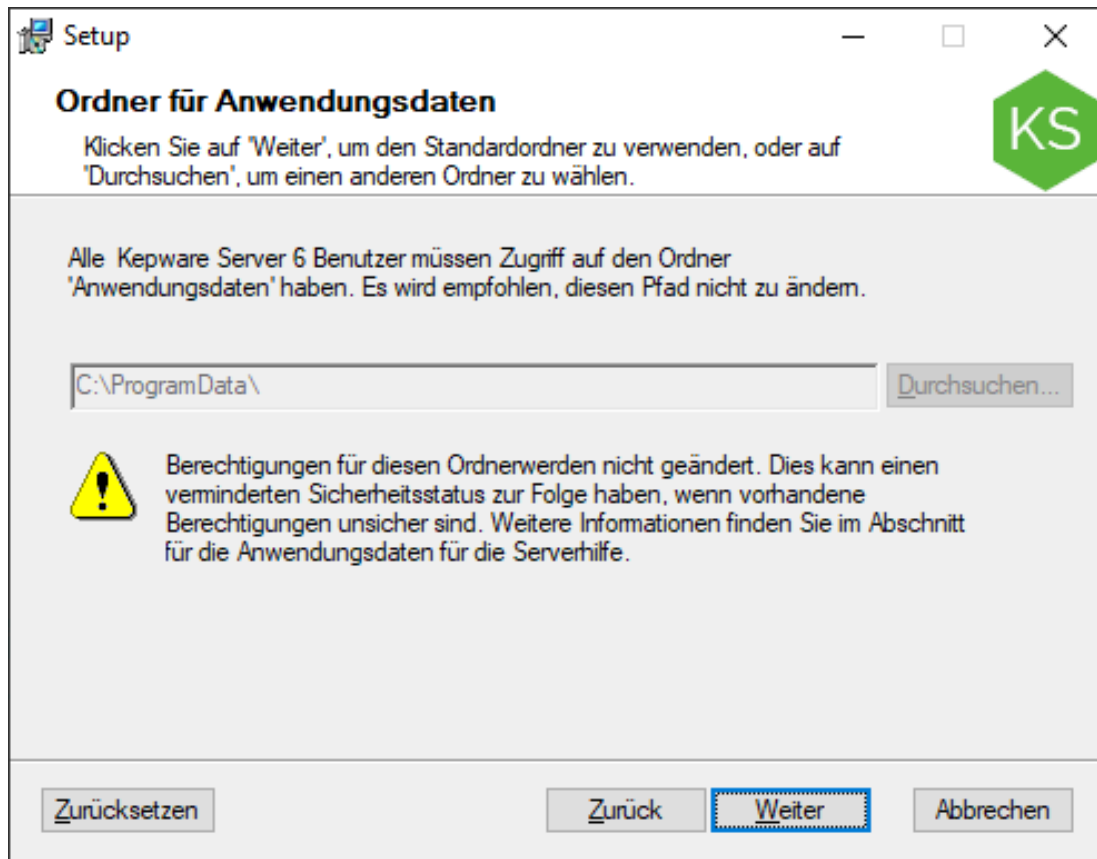 Setup
Ordner für Anwendungsdaten
KS
Klicken Sie auf 'Weiter', um den Standardordner zu verwenden, oder auf
'Durchsuchen', um einen anderen Ordner zu wählen.
Alle  Kepware Server 6 Benutzer müssen Zugriff auf den Ordner
'Anwendungsdaten' haben. Es wird empfohlen, diesen Pfad nicht zu ändern.
C:\ProgramData\
Durchsuchen...
Berechtigungen für diesen Ordnerwerden nicht geändert. Dies kann einen
verminderten Sicherheitsstatus zur Folge haben, wenn vorhandene
Berechtigungen unsicher sind. Weitere Informationen finden Sie im Abschnitt
für die Anwendungsdaten für die Serverhilfe.
Zurücksetzen
Zurück
Weiter
Abbrechen